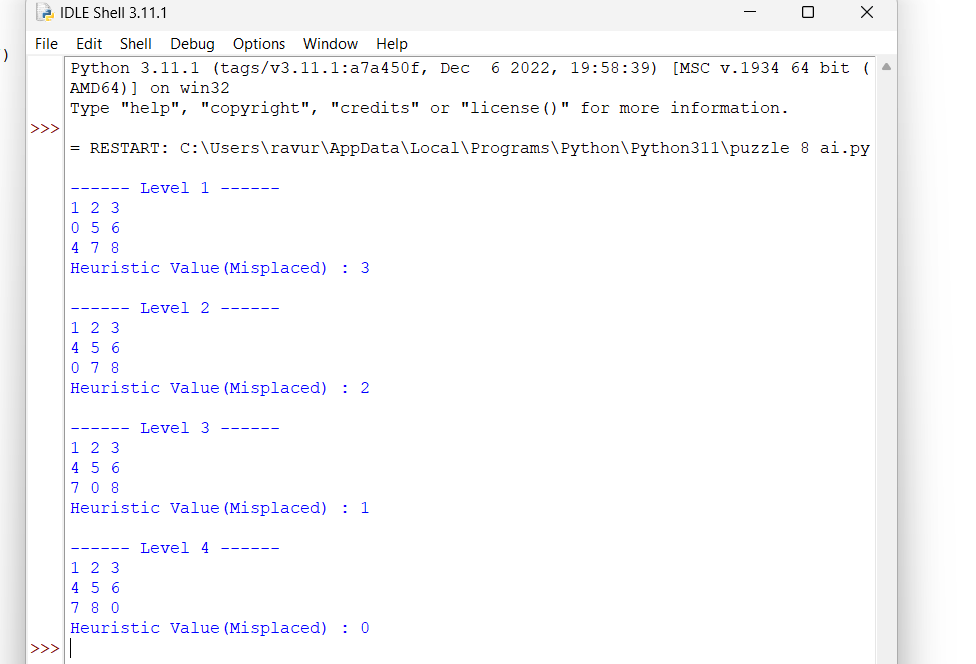 IDLE Shell 3.11.1
File Edit Shell Debug Options Window Help
)
Python 3.11.1 (tags/v3.11.1:a7a450f, Dec  6 2022, 19:58:39) [MSC v.1934 64 bit (
AMD64)] on win32
Type "help", "copyright", "credits" or "license()" for more information.
>>>
= RESTART: C:\Users\ravur\AppData\Local\Programs\Python\Python311\puzzle 8 ai.py
------ Level 1 ------
1 2 3
0 5 6
4 7 8
Heuristic Value(Misplaced) : 3
------ Level 2 ------
1 2 3
4 5 6
0 7 8
Heuristic Value(Misplaced) : 2
------ Level 3 ------
1 2 3
4 5 6
7 0 8
Heuristic Value(Misplaced) : 1
------ Level 4 ------
1 2 3
4 5 6
7 8 0
Heuristic Value(Misplaced) : 0
>>>